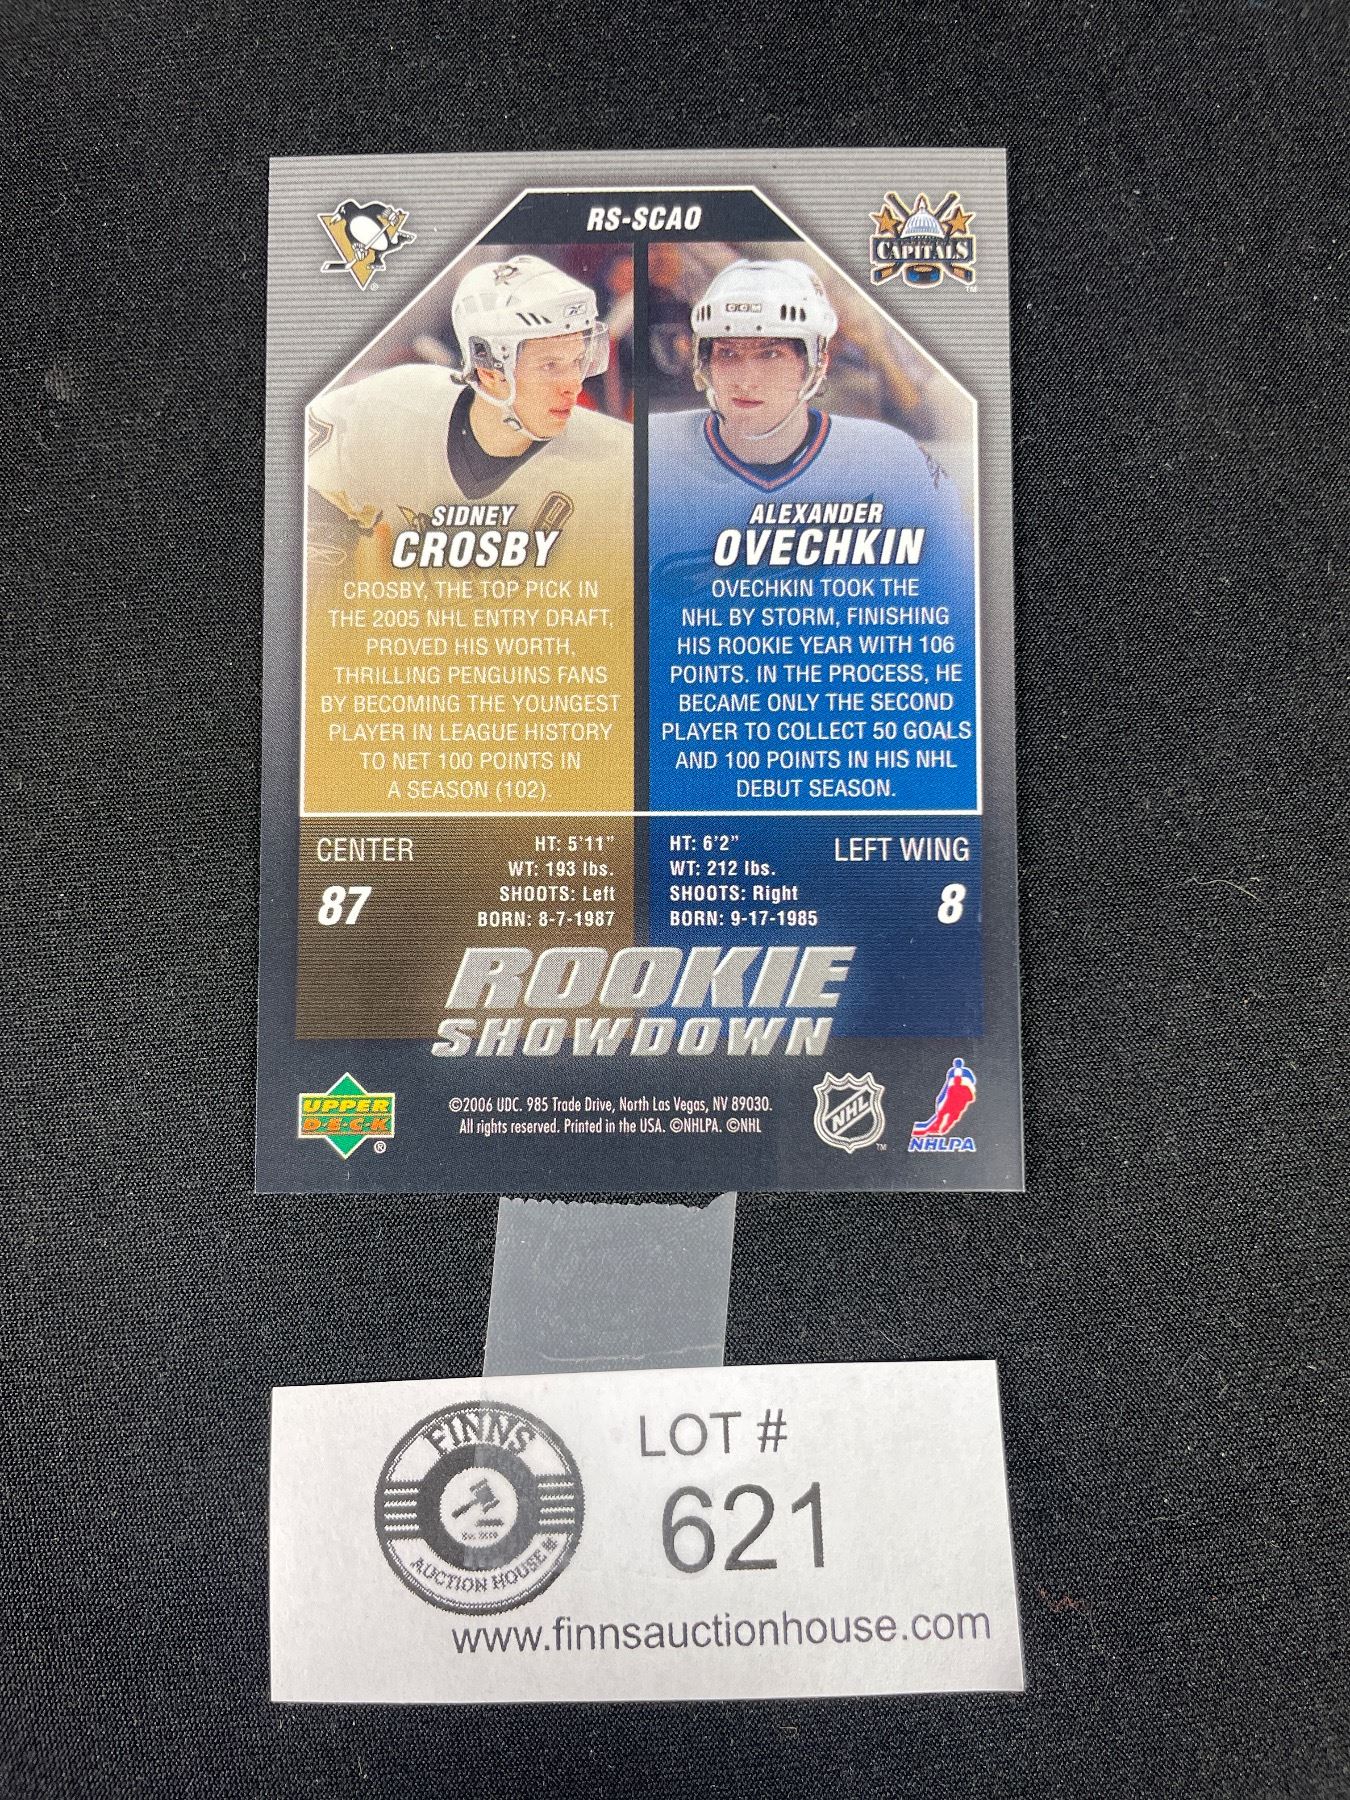 RS-SCAO
CAPITALS
CCM
SIDNEY
CROSBY
CROSBY, THE TOP PICK IN
THE 2005 NHL ENTRY DRAFT,
PROVED HIS WORTH,
THRILLING PENGUINS FANS
BY BECOMING THE YOUNGEST
PLAYER IN LEAGUE HISTORY
TO NET 100 POINTS IN
A SEASON (102).
ALEXANDER
OVECHKIN
OVECHKIN TOOK THE
NHL BY STORM, FINISHING
HIS ROOKIE YEAR WITH 106
POINTS. IN THE PROCESS, HE
BECAME ONLY THE SECOND
PLAYER TO COLLECT 50 GOALS
AND 100 POINTS IN HIS NHL
DEBUT SEASON.
CENTER
87
HT: 5'11"
WT: 193 lbs.
SHOOTS: Left
BORN: 8-7-1987
HT: 6'2"
WT: 212 lbs.
SHOOTS: Right
BORN: 9-17-1985
LEFT WING
8
ROOKIE
SHOWDOWN
UPPER
D·E·C·K
®
©2006 UDC. 985 Trade Drive, North Las Vegas, NV 89030.
All rights reserved. Printed in the USA. ©NHLPA. ©NHL
NHL
TM
NHLPA
FINNS
AUCTION HOUSE
LOT #
621
www.finnsauctionhouse.com